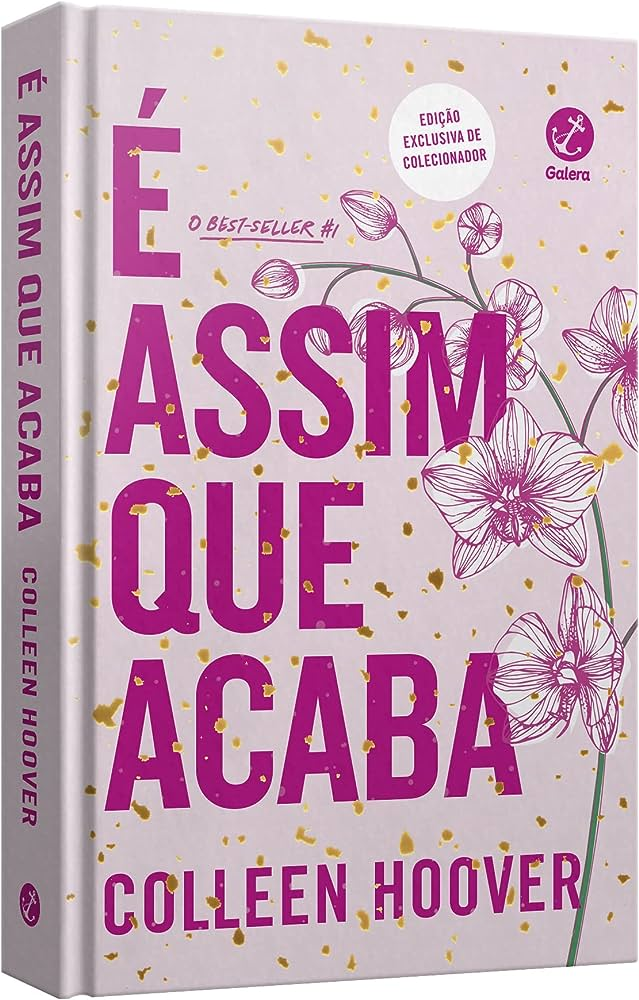 É ASSIM QUE ACABA COLLEEN HOOVER
EDIÇÃO
EXCLUSIVA DE
COLECIONADOR
Galera
É
O BEST-SELLER #1
ASSIM
QUE
ACABA
COLLEEN HOOVER